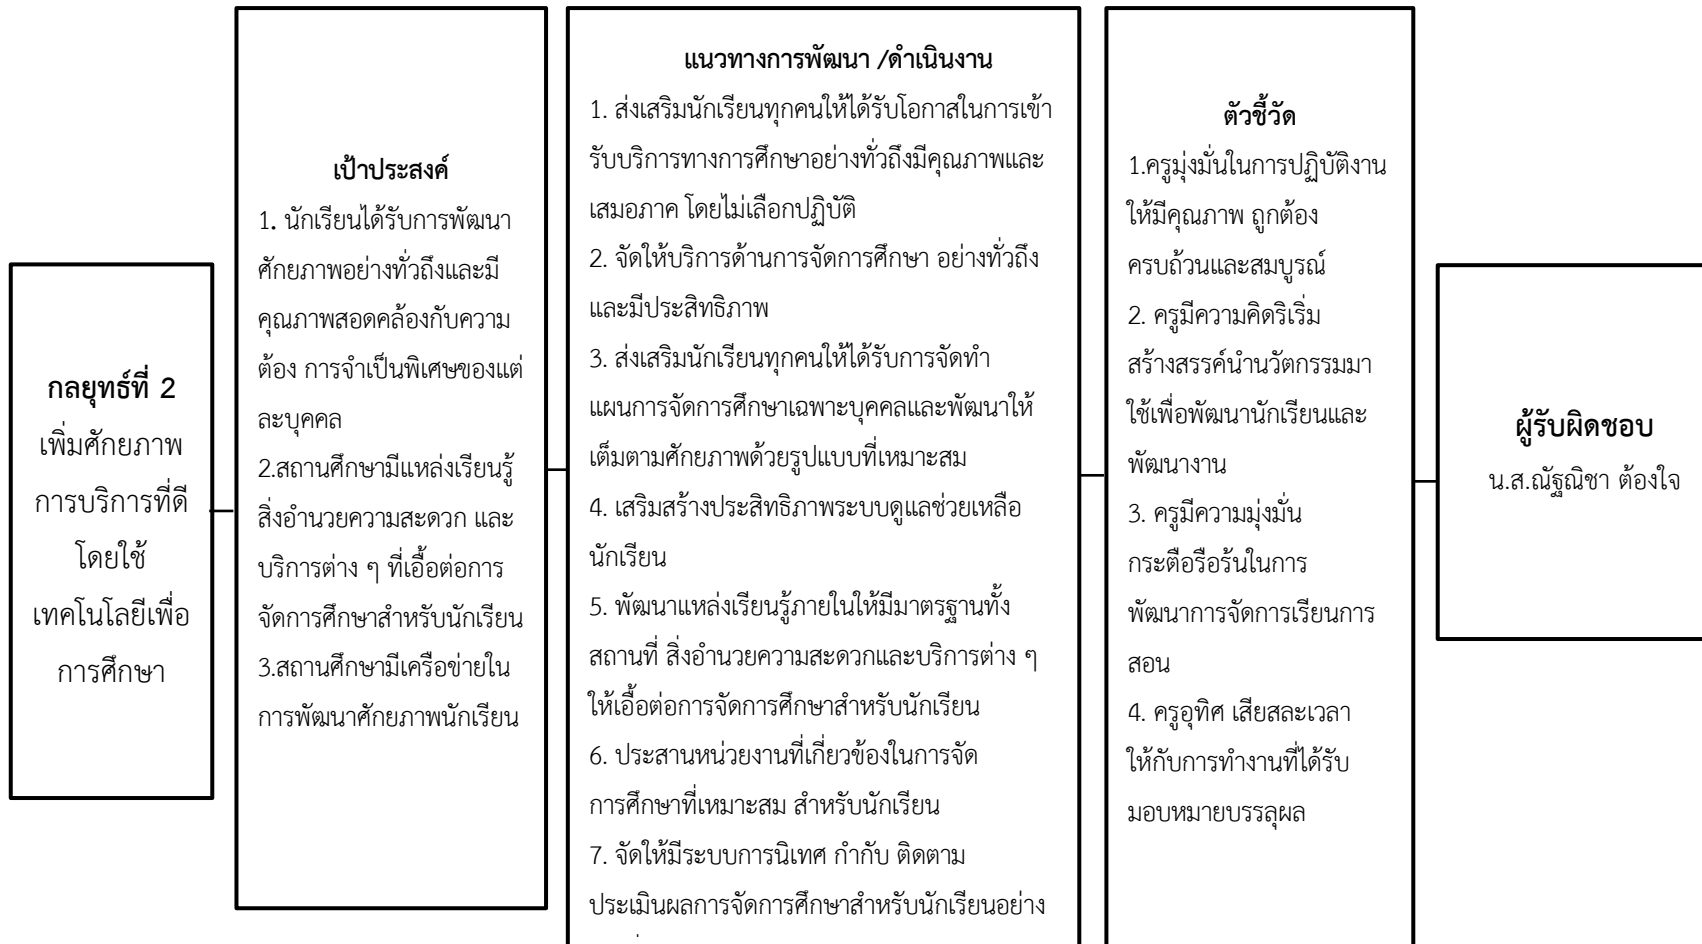 กลยุทธ์ที่ 2
เพิ่มศักยภาพ
การบริการที่ดี
โดยใช้
เทคโนโลยีเพื่อ
การศึกษา
เป้าประสงค์
1. นักเรียนได้รับการพัฒนา
ศักยภาพอย่างทั่วถึงและมี
คุณภาพสอดคล้องกับความ
ต้อง การจำเป็นพิเศษของแต่
ละบุคคล
2.สถานศึกษามีแหล่งเรียนรู้
สิ่งอำนวยความสะดวก และ
บริการต่าง ๆ ที่เอื้อต่อการ
จัดการศึกษาสำหรับนักเรียน
3.สถานศึกษามีเครือข่ายใน
การพัฒนาศักยภาพนักเรียน
แนวทางการพัฒนา /ดำเนินงาน
1. ส่งเสริมนักเรียนทุกคนให้ได้รับโอกาสในการเข้า
รับบริการทางการศึกษาอย่างทั่วถึงมีคุณภาพและ
เสมอภาค โดยไม่เลือกปฏิบัติ
2. จัดให้บริการด้านการจัดการศึกษา อย่างทั่วถึง
และมีประสิทธิภาพ
3. ส่งเสริมนักเรียนทุกคนให้ได้รับการจัดทำ
แผนการจัดการศึกษาเฉพาะบุคคลและพัฒนาให้
เต็มตามศักยภาพด้วยรูปแบบที่เหมาะสม
4. เสริมสร้างประสิทธิภาพระบบดูแลช่วยเหลือ
นักเรียน
5. พัฒนาแหล่งเรียนรู้ภายในให้มีมาตรฐานทั้ง
สถานที่ สิ่งอำนวยความสะดวกและบริการต่าง ๆ
ให้เอื้อต่อการจัดการศึกษาสำหรับนักเรียน
6. ประสานหน่วยงานที่เกี่ยวข้องในการจัด
การศึกษาที่เหมาะสม สำหรับนักเรียน
7. จัดให้มีระบบการนิเทศ กำกับ ติดตาม
ประเมินผลการจัดการศึกษาสำหรับนักเรียนอย่าง
ตัวชี้วัด
1.ครูมุ่งมั่นในการปฏิบัติงาน
ให้มีคุณภาพ ถูกต้อง
ครบถ้วนและสมบูรณ์
2. ครูมีความคิดริเริ่ม
สร้างสรรค์นำนวัตกรรมมา
ใช้เพื่อพัฒนานักเรียนและ
พัฒนางาน
3. ครูมีความมุ่งมั่น
กระตือรือร้นในการ
พัฒนาการจัดการเรียนการ
สอน
4. ครูอุทิศ เสียสละเวลา
ให้กับการทำงานที่ได้รับ
มอบหมายบรรลุผล
ผู้รับผิดชอบ
น.ส.ณัฐณิชา ต้องใจ